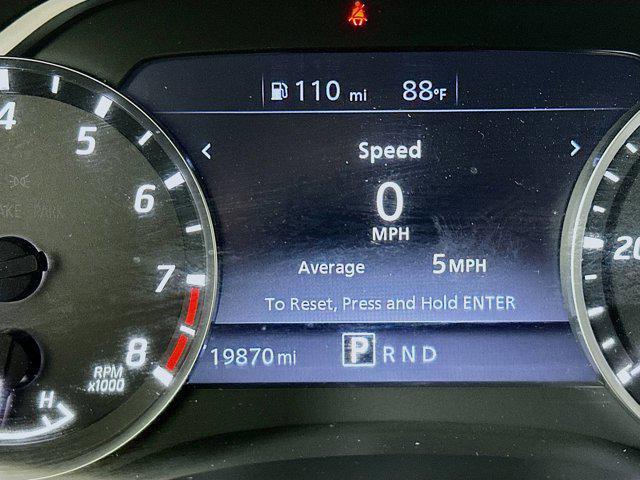 110 mi 88°F
< Speed >
0
MPH
Average 5 MPH
To Reset, Press and Hold ENTER
19870 mi P R N D
4
5
6
7
8
RPM
x1000
H
20